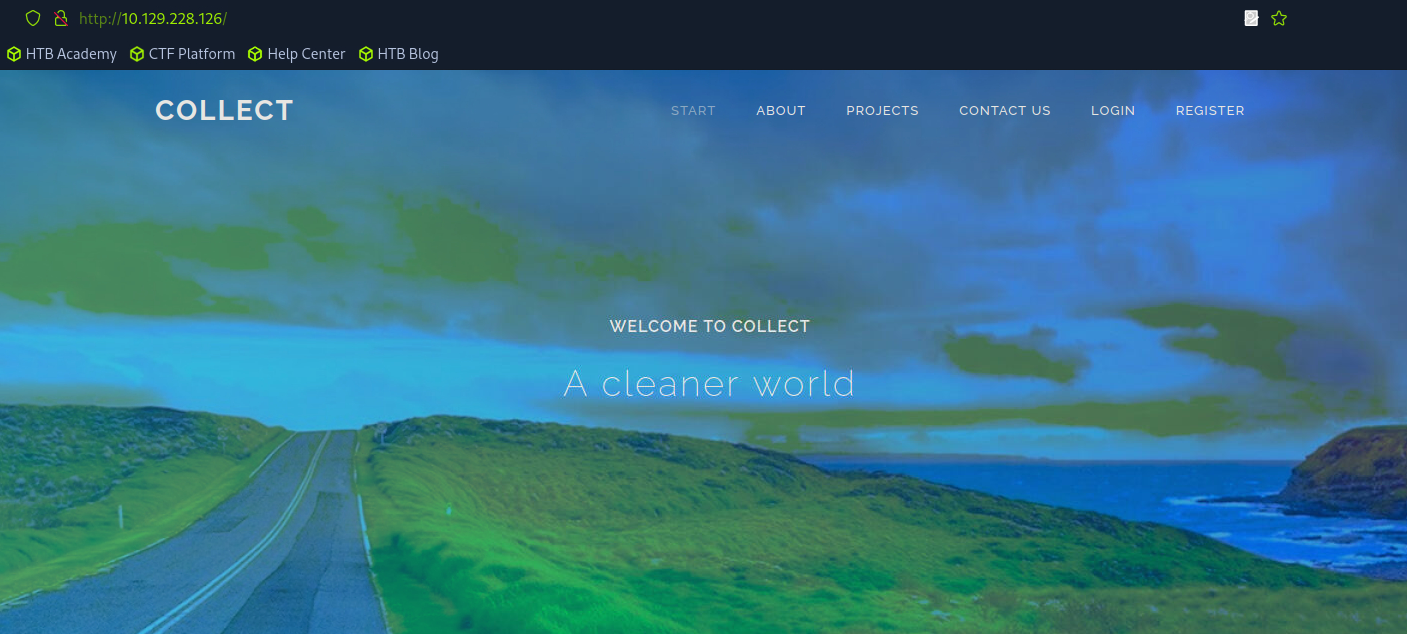 http://10.129.228.126/
HTB Academy CTF Platform Help Center HTB Blog
COLLECT START ABOUT PROJECTS CONTACT US LOGIN REGISTER
WELCOME TO COLLECT
A cleaner world